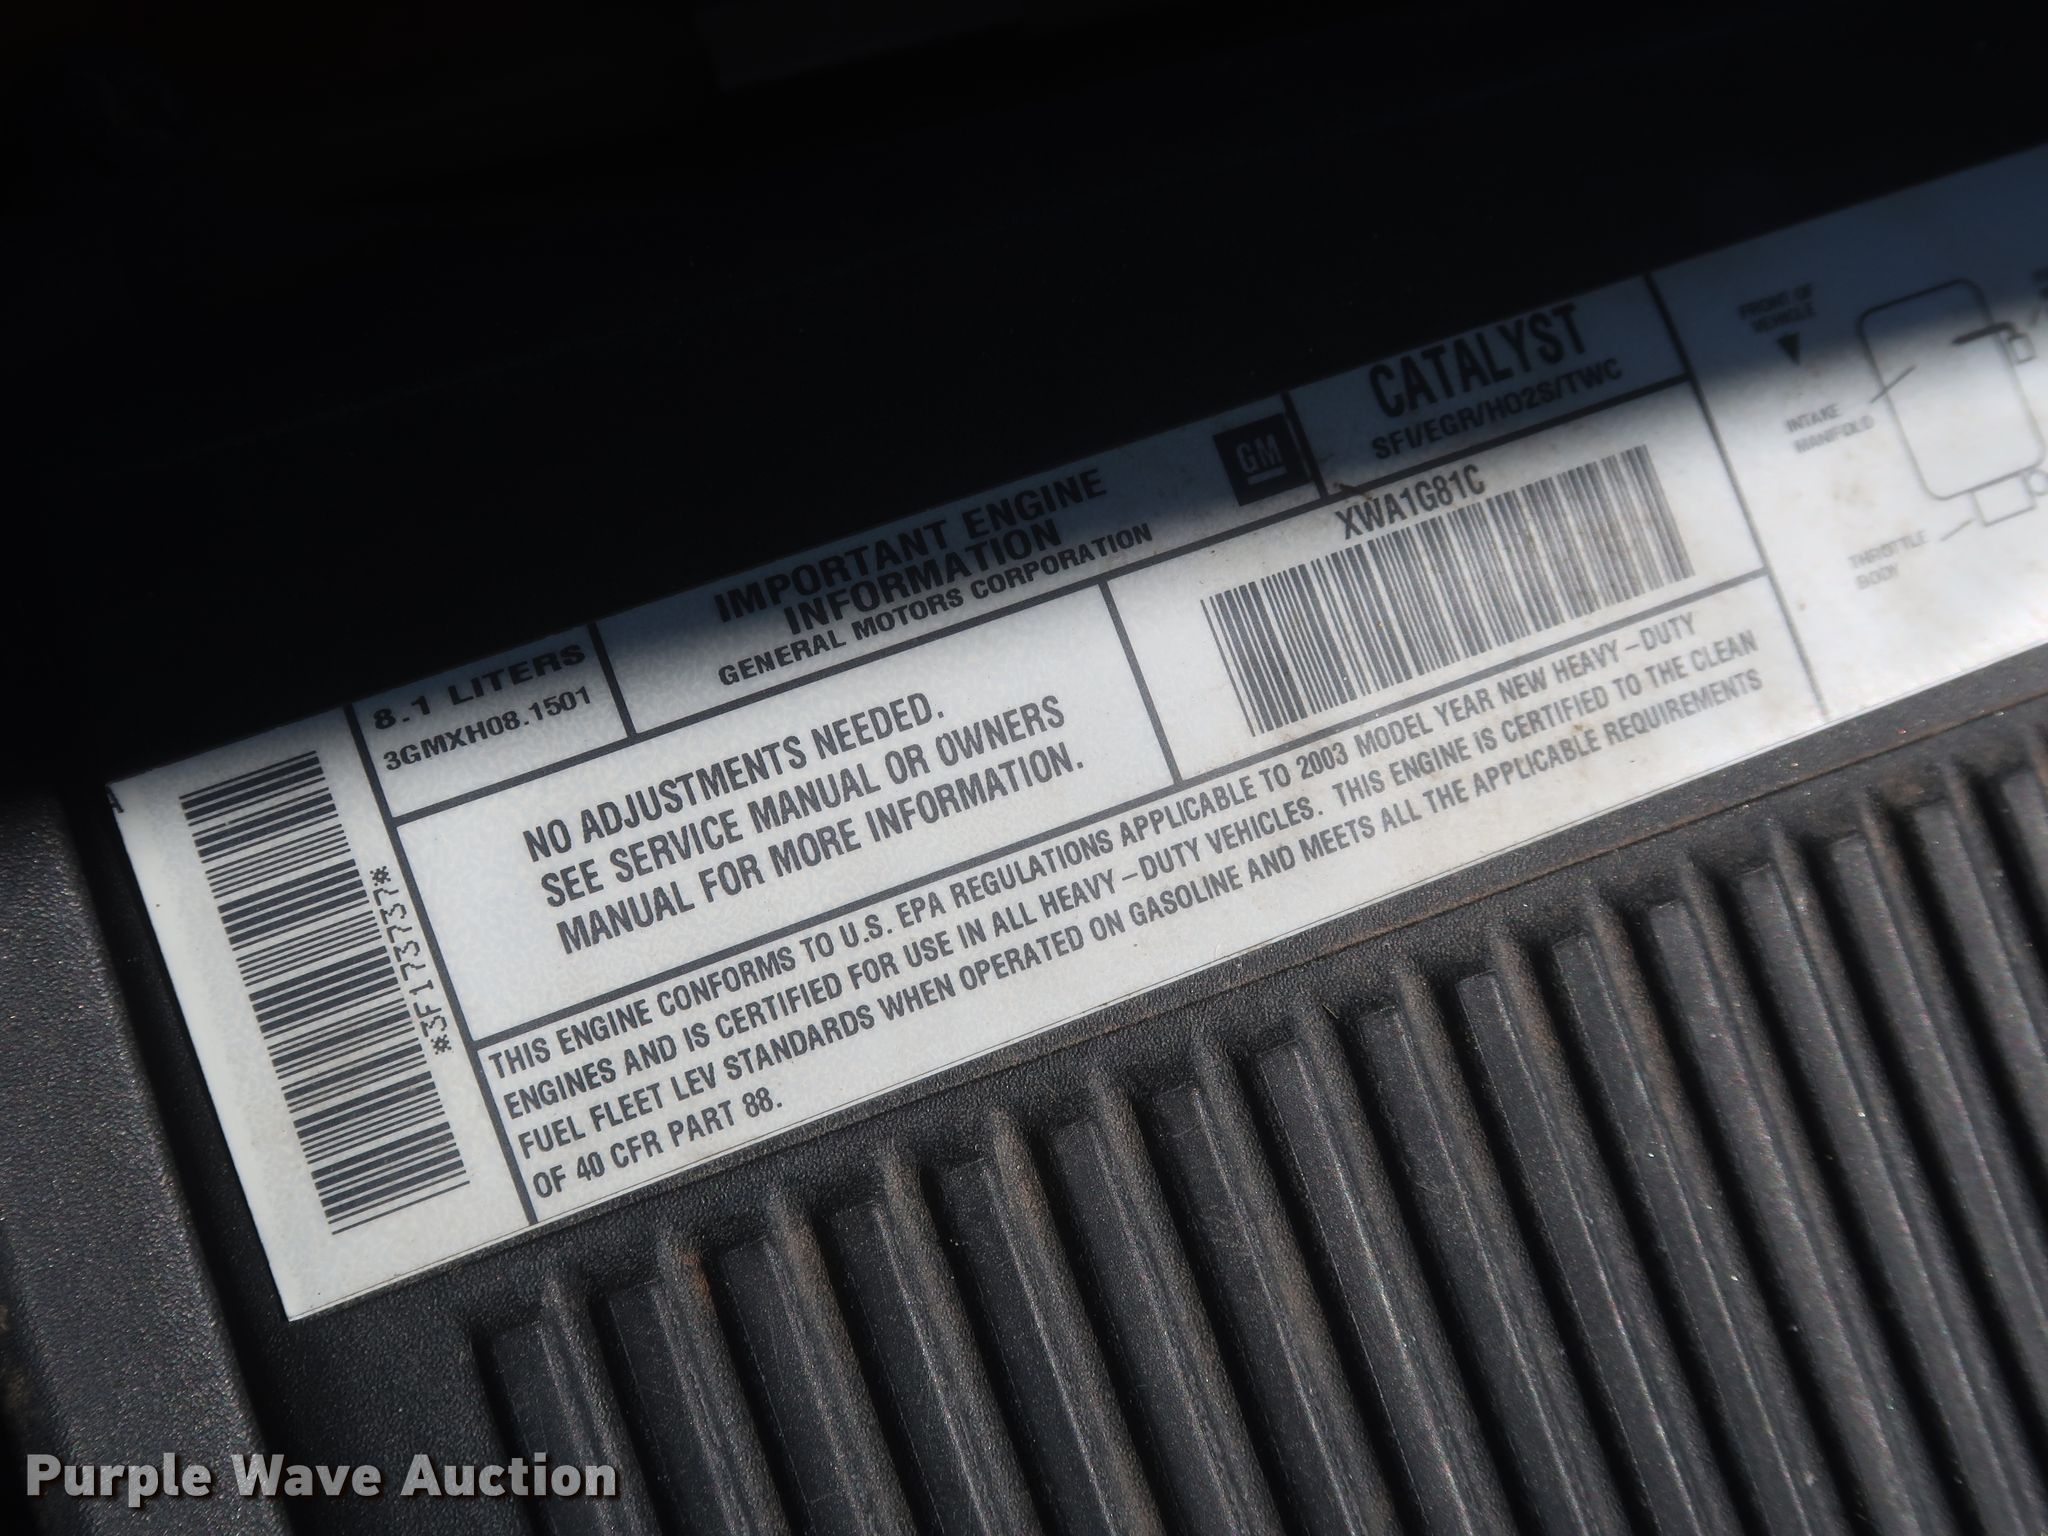 8.1 LITERS
3GMXH08.1501
IMPORTANT ENGINE
INFORMATION
GENERAL MOTORS CORPORATION
GM
CATALYST
SFI/EGR/HO2S/TWC
NO ADJUSTMENTS NEEDED.
SEE SERVICE MANUAL OR OWNERS
MANUAL FOR MORE INFORMATION.
XWA1G81C
THIS ENGINE CONFORMS TO U.S. EPA REGULATIONS APPLICABLE TO 2003 MODEL YEAR NEW HEAVY-DUTY
ENGINES AND IS CERTIFIED FOR USE IN ALL HEAVY-DUTY VEHICLES. THIS ENGINE IS CERTIFIED TO THE CLEAN
FUEL FLEET LEV STANDARDS WHEN OPERATED ON GASOLINE AND MEETS ALL THE APPLICABLE REQUIREMENTS
OF 40 CFR PART 88.
*3F173737*
FRONT OF
VEHICLE
INTAKE
MANIFOLD
THROTTLE
BODY
Purple Wave Auction